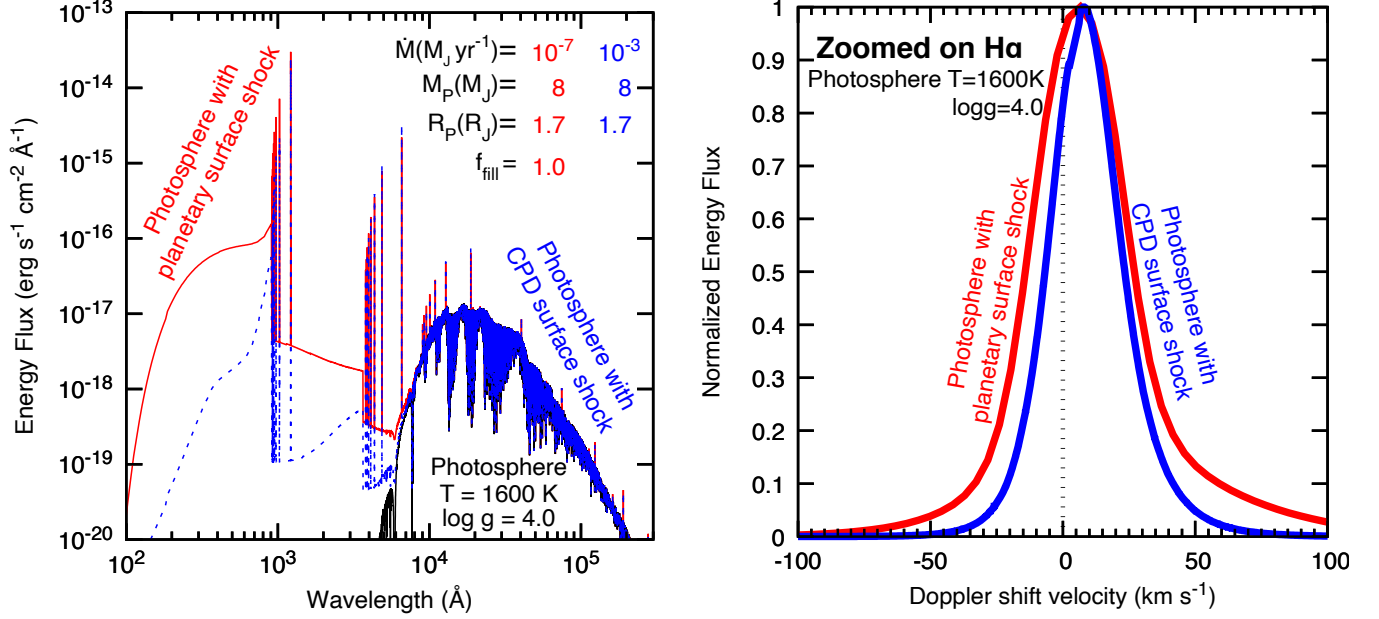 10^-13
10^-14
10^-15
10^-16
10^-17
10^-18
10^-19
10^-20
Energy Flux (erg s^-1 cm^-2 Å^-1)
10^2
10^3
10^4
10^5
Wavelength (Å)
Ṁ(M_J yr^-1)= 10^-7 10^-3
M_P(M_J)= 8 8
R_P(R_J)= 1.7 1.7
f_fill= 1.0
Photosphere with
planetary surface shock
Photosphere with
CPD surface shock
Photosphere
T = 1600 K
log g = 4.0
1
0.9
0.8
0.7
0.6
0.5
0.4
0.3
0.2
0.1
0
Normalized Energy Flux
-100
-50
0
50
100
Doppler shift velocity (km s^-1)
Zoomed on Hα
Photosphere T=1600K
logg=4.0
Photosphere with
planetary surface shock
Photosphere with
CPD surface shock